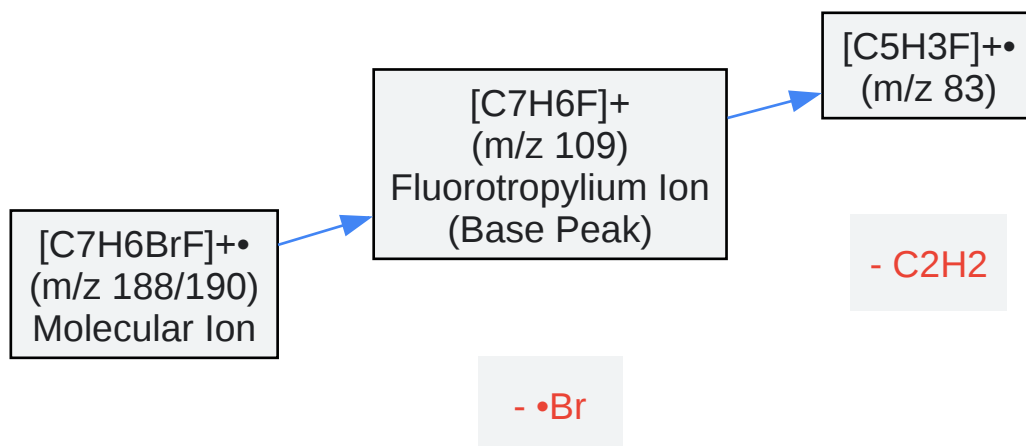 [C7H6BrF]+•
(m/z 188/190)
Molecular Ion
[C7H6F]+
(m/z 109)
Fluorotropylium Ion
(Base Peak)
[C5H3F]+•
(m/z 83)
- •Br
- C2H2